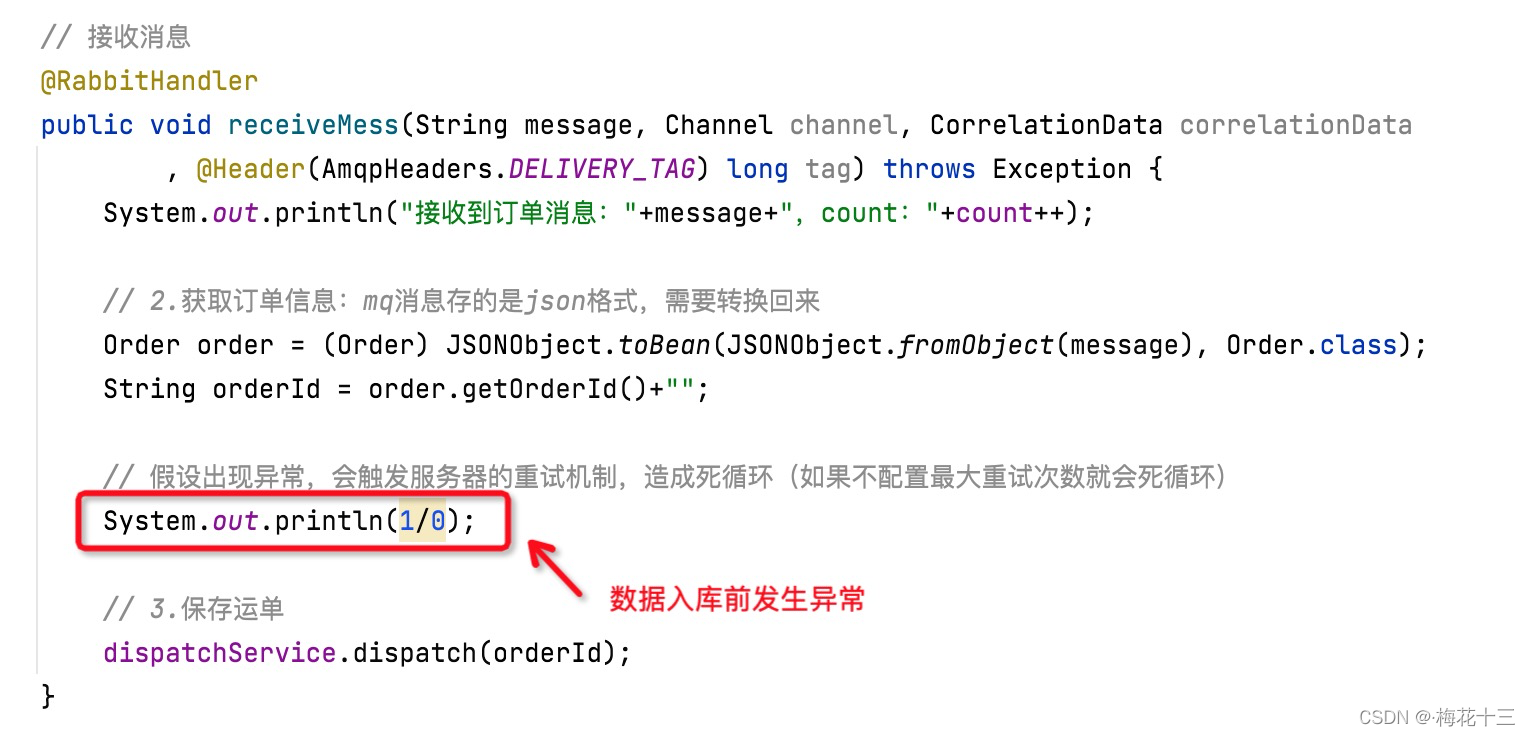 // 接收消息
@RabbitHandler
public void receiveMess(String message, Channel channel, CorrelationData correlationData
, @Header(AmqpHeaders.DELIVERY_TAG) long tag) throws Exception {
System.out.println("接收到订单消息："+message+"，count："+count++);
// 2.获取订单信息：mq消息存的是json格式，需要转换回来
Order order = (Order) JSONObject.toBean(JSONObject.fromObject(message), Order.class);
String orderId = order.getOrderId()+"";
// 假设出现异常，会触发服务器的重试机制，造成死循环（如果不配置最大重试次数就会死循环）
System.out.println(1/0);
数据入库前发生异常
// 3.保存运单
dispatchService.dispatch(orderId);
}
CSDN @·梅花十三